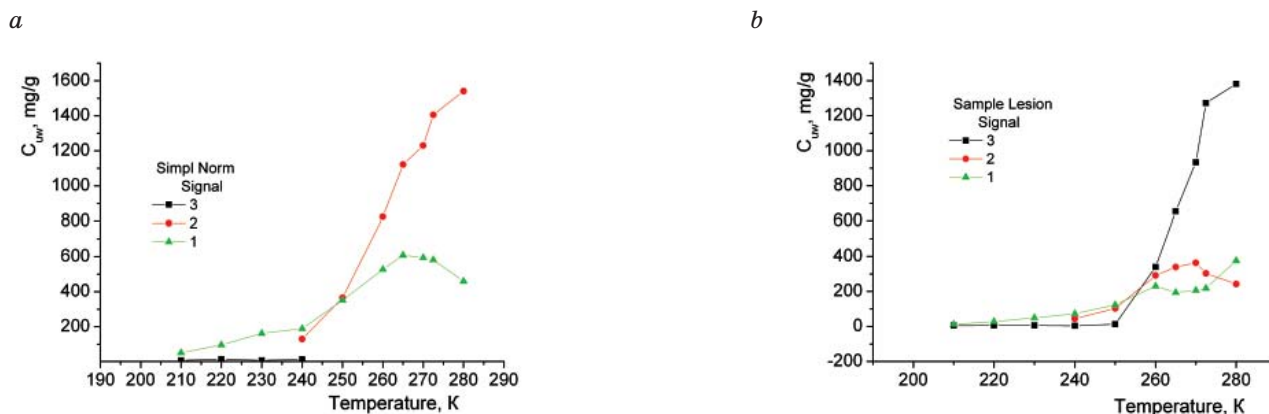 a
b
C_uw, mg/g
1600
1400
1200
1000
800
600
400
200
Simpl Norm
Signal
3
2
1
190 200 210 220 230 240 250 260 270 280 290
Temperature, K
C_uw, mg/g
1400
1200
1000
800
600
400
200
0
-200
Sample Lesion
Signal
3
2
1
200 220 240 260 280
Temperature, K